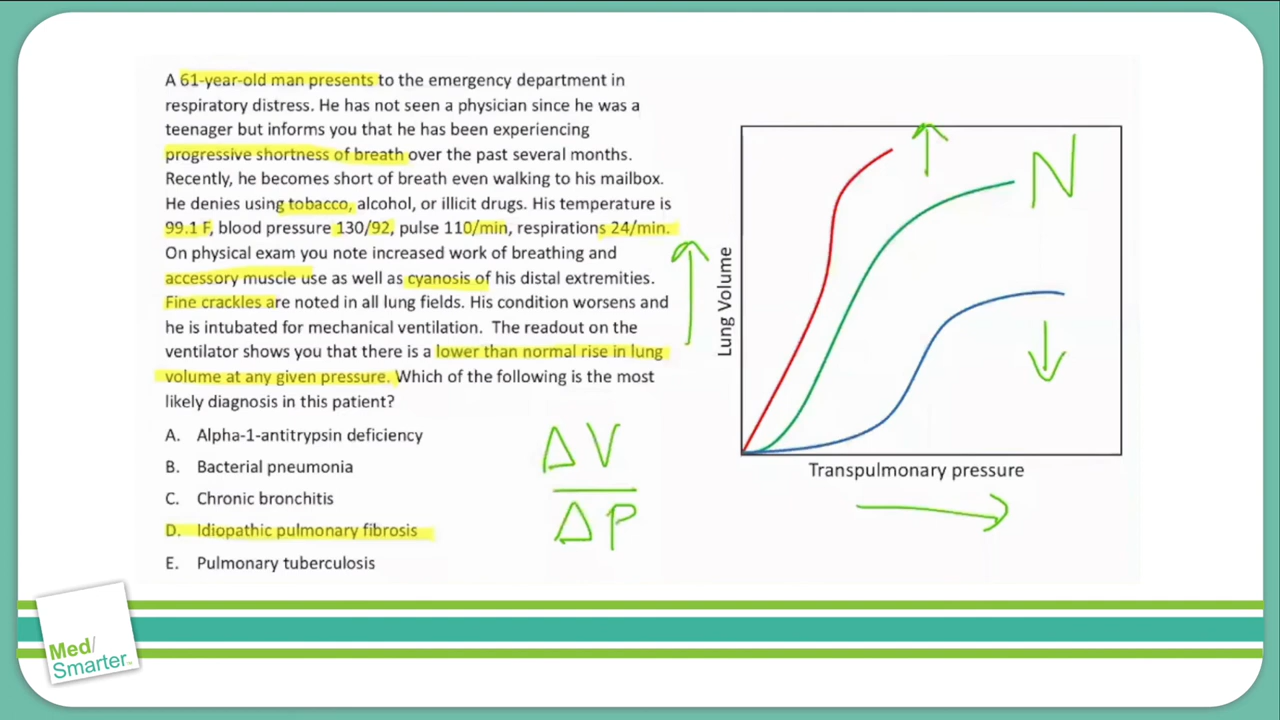 A 61-year-old man presents to the emergency department in
respiratory distress. He has not seen a physician since he was a
teenager but informs you that he has been experiencing
progressive shortness of breath over the past several months.
Recently, he becomes short of breath even walking to his mailbox.
He denies using tobacco, alcohol, or illicit drugs. His temperature is
99.1 F, blood pressure 130/92, pulse 110/min, respirations 24/min.
On physical exam you note increased work of breathing and
accessory muscle use as well as cyanosis of his distal extremities.
Fine crackles are noted in all lung fields. His condition worsens and
he is intubated for mechanical ventilation. The readout on the
ventilator shows you that there is a lower than normal rise in lung
volume at any given pressure. Which of the following is the most
likely diagnosis in this patient?
A. Alpha-1-antitrypsin deficiency
B. Bacterial pneumonia
C. Chronic bronchitis
D. Idiopathic pulmonary fibrosis
E. Pulmonary tuberculosis
ΔV
ΔP
N
Lung Volume
Transpulmonary pressure
Med/
Smarter™